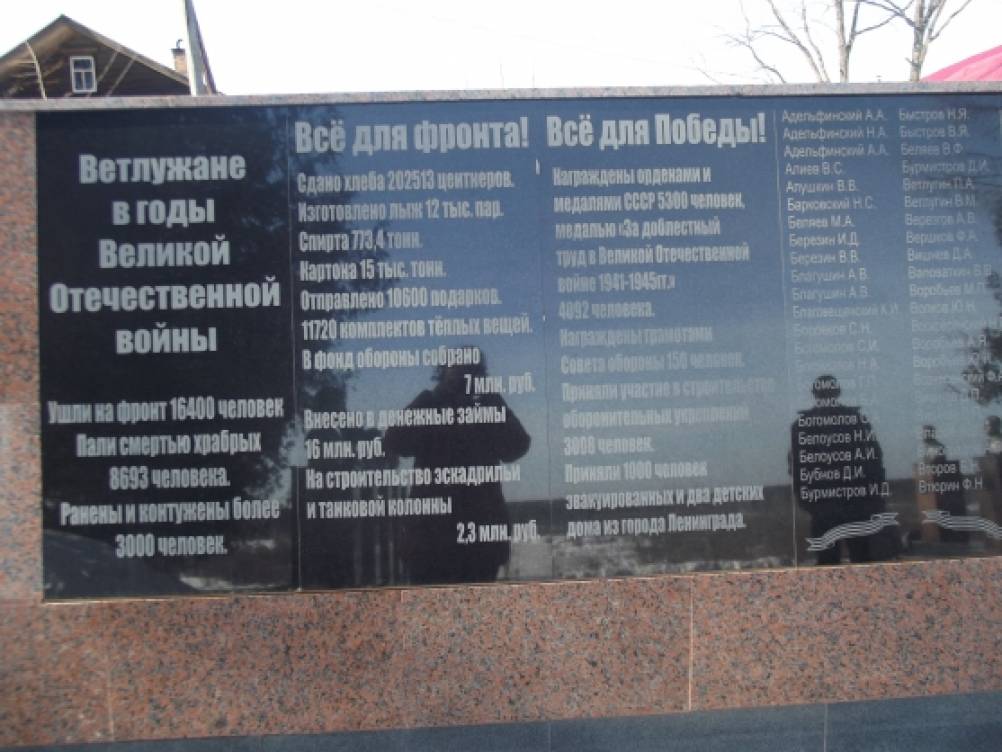 Ветлужане
в годы
Великой
Отечественной
войны
Ушли на фронт 16400 человек
Пали смертью храбрых
8693 человека.
Ранены и контужены более
3000 человек.
Всё для фронта!
Сдано хлеба 202513 центнеров.
Изготовлено лыж 12 тыс. пар.
Спирта 773,4 тонн.
Картона 15 тыс. тонн.
Отправлено 10600 подарков.
11720 комплектов тёплых вещей.
В фонд обороны собрано
7 млн. руб.
Внесено в денежные займы
16 млн. руб.
На строительство эскадрильи
и танковой колонны
2,3 млн. руб.
Всё для Победы!
Награждены орденами и
медалями СССР 5300 человек,
медалью «За доблестный
труд в Великой Отечественной
войне 1941-1945гг.»
4092 человека.
Награждены грамотами
Совета обороны 150 человек.
Приняли участие в строительстве
оборонительных укреплений
3000 человек.
Приняли 1000 человек
эвакуированных и два детских
дома из города Ленинграда.
Адельфинский А.А.
Адельфинский Н.А.
Адельфинский А.А.
Алиев В.С.
Алушкин В.В.
Барковский Н.С.
Беляев М.А.
Березин И.Д.
Березин В.В.
Благушин А.В.
Благушин А.В.
Благовещенский А.И.
Богомолов
Белоусов Н.И.
Белоусов А.И.
Бубнов Д.И.
Бурмистров И.Д.
Быстров Н.Я.
Быстров В.Я.
Беляев В.Ф.
Бурмистров Д.И.
Ветлугин П.А.
Ветлугин В.М.
Веревгов А.В.
Вершков Ф.А.
Вишнев Д.А.
Волков Ю.Н.
Второв
Втюрин Ф.Н